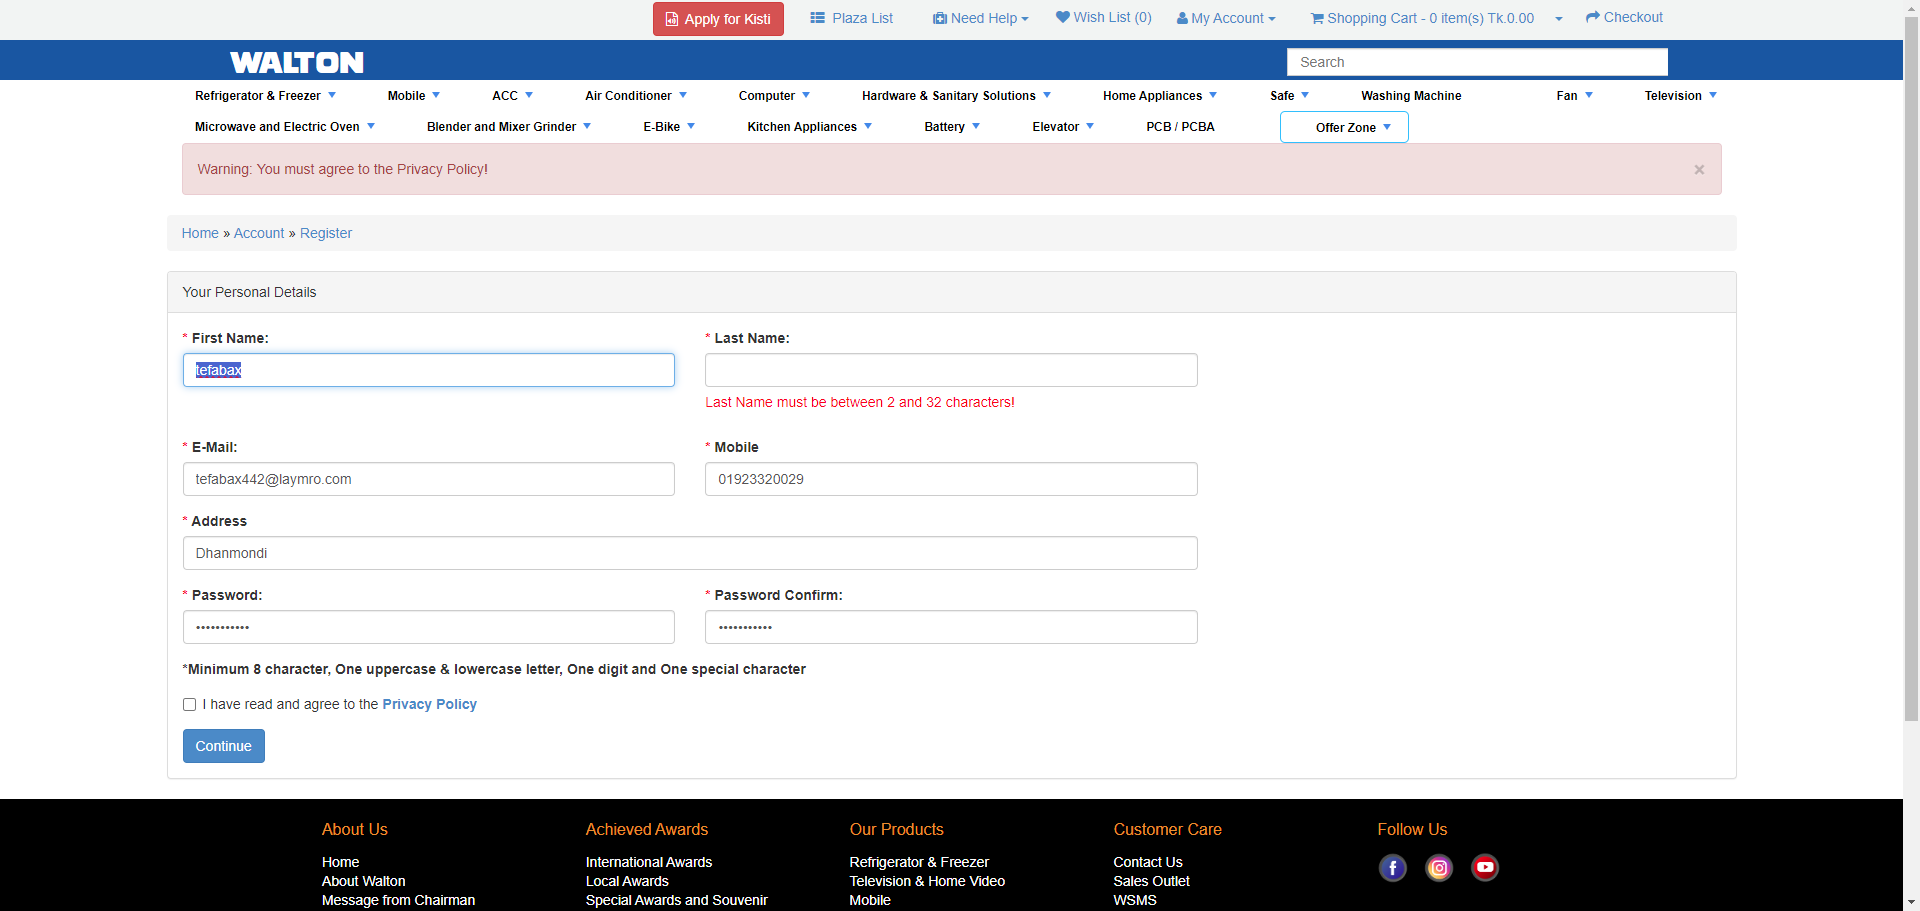 Apply for Kisti Plaza List Need Help Wish List (0) My Account Shopping Cart - 0 item(s) Tk.0.00 Checkout
WALTON Search
Refrigerator & Freezer Mobile ACC Air Conditioner Computer Hardware & Sanitary Solutions Home Appliances Safe Washing Machine Fan Television
Microwave and Electric Oven Blender and Mixer Grinder E-Bike Kitchen Appliances Battery Elevator PCB / PCBA Offer Zone
Warning: You must agree to the Privacy Policy! ×
Home » Account » Register
Your Personal Details
* First Name: * Last Name:
tefabax
Last Name must be between 2 and 32 characters!
* E-Mail: * Mobile
tefabax442@laymro.com 01923320029
* Address
Dhanmondi
* Password: * Password Confirm:
••••••••••• •••••••••••
*Minimum 8 character, One uppercase & lowercase letter, One digit and One special character
I have read and agree to the Privacy Policy
Continue
About Us Achieved Awards Our Products Customer Care Follow Us
Home International Awards Refrigerator & Freezer Contact Us
About Walton Local Awards Television & Home Video Sales Outlet
Message from Chairman Special Awards and Souvenir Mobile WSMS